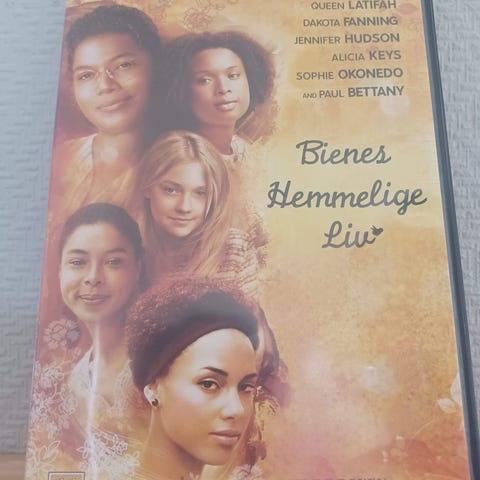 QUEEN LATIFAH
DAKOTA FANNING
JENNIFER HUDSON
ALICIA KEYS
SOPHIE OKONEDO
AND PAUL BETTANY
Bienes
Hemmelige
Liv